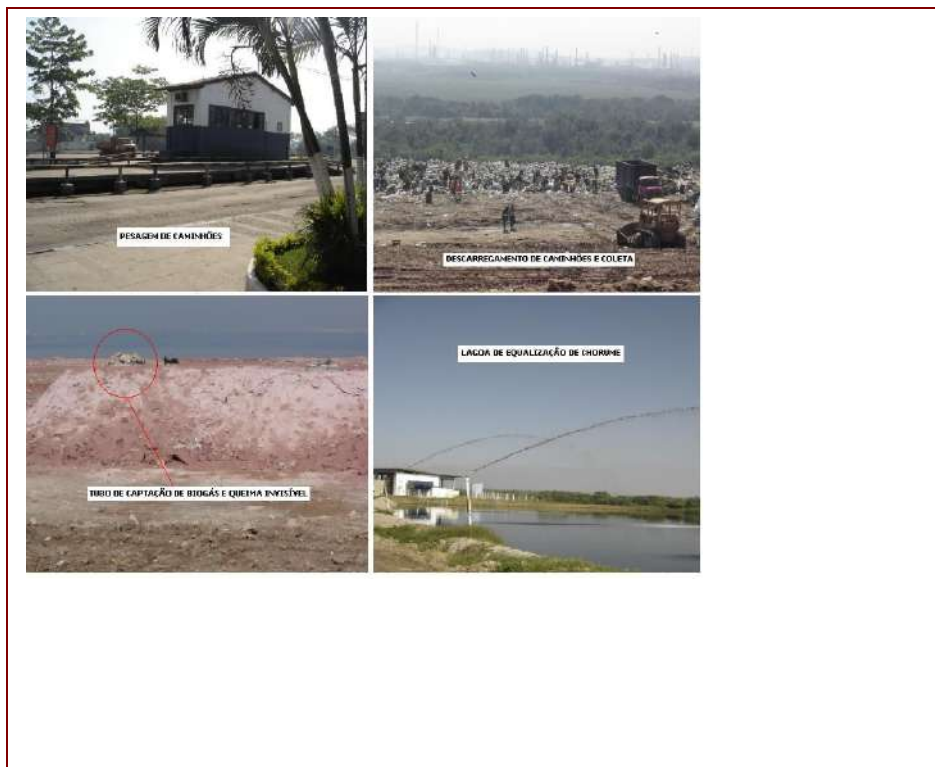 PESAGEM DE CAMINHÕES
DESCARREGAMENTO DE CAMINHÕES E COLETA
TUBO DE CAPTAÇÃO DE BIOGÁS E QUEIMA INVISÍVEL
LAGOA DE EQUALIZAÇÃO DE CHORUME